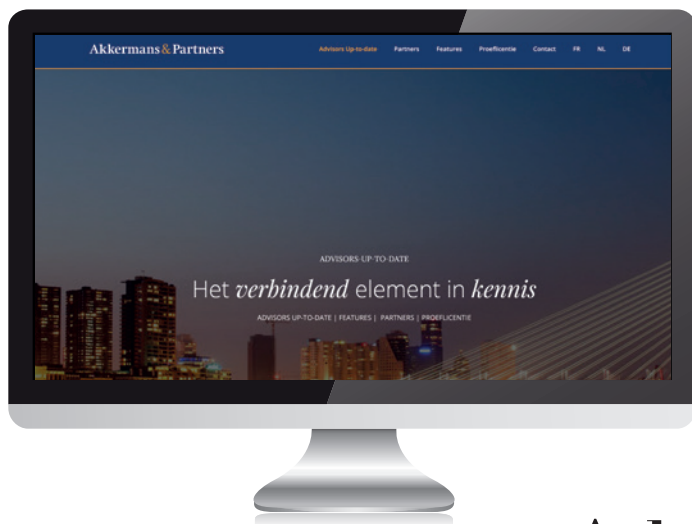 Akkermans & Partners
Advisors Up-to-date Partners Features Proeflicentie Contact FR NL DE
ADVISORS-UP-TO-DATE
Het verbindend element in kennis
ADVISORS UP-TO-DATE | FEATURES | PARTNERS | PROEFLICENTIE